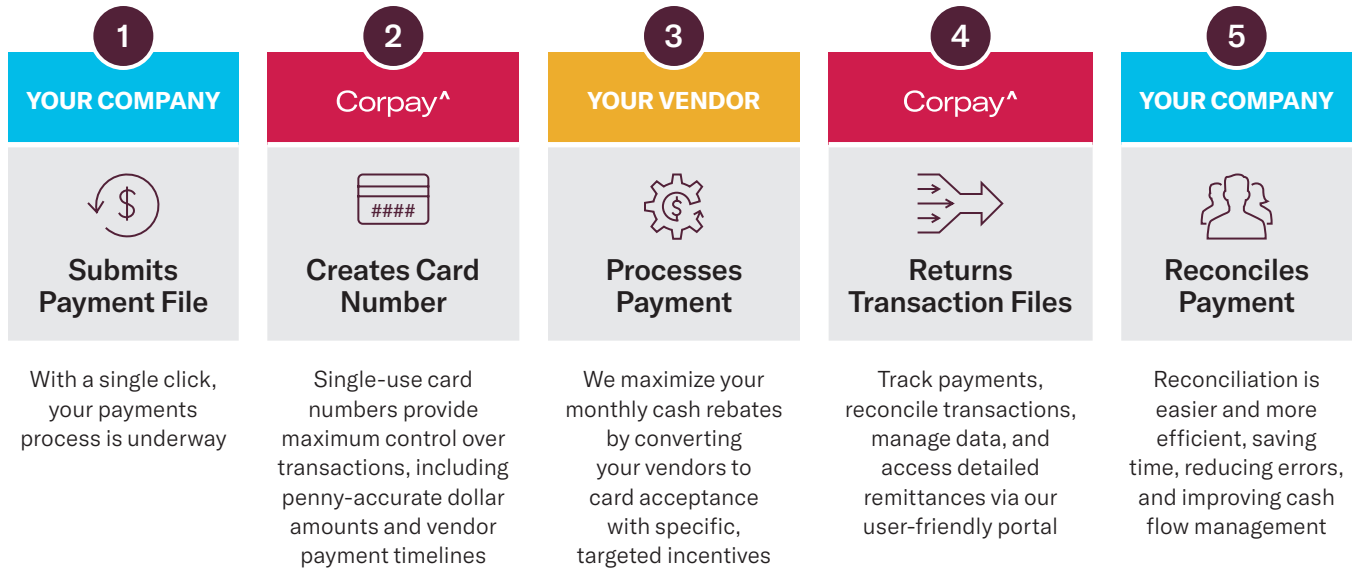 1
YOUR COMPANY
Submits
Payment File
With a single click,
your payments
process is underway
2
Corpay^
####
Creates Card
Number
Single-use card
numbers provide
maximum control over
transactions, including
penny-accurate dollar
amounts and vendor
payment timelines
3
YOUR VENDOR
$
Processes
Payment
We maximize your
monthly cash rebates
by converting
your vendors to
card acceptance
with specific,
targeted incentives
4
Corpay^
Returns
Transaction Files
Track payments,
reconcile transactions,
manage data, and
access detailed
remittances via our
user-friendly portal
5
YOUR COMPANY
Reconciles
Payment
Reconciliation is
easier and more
efficient, saving
time, reducing errors,
and improving cash
flow management